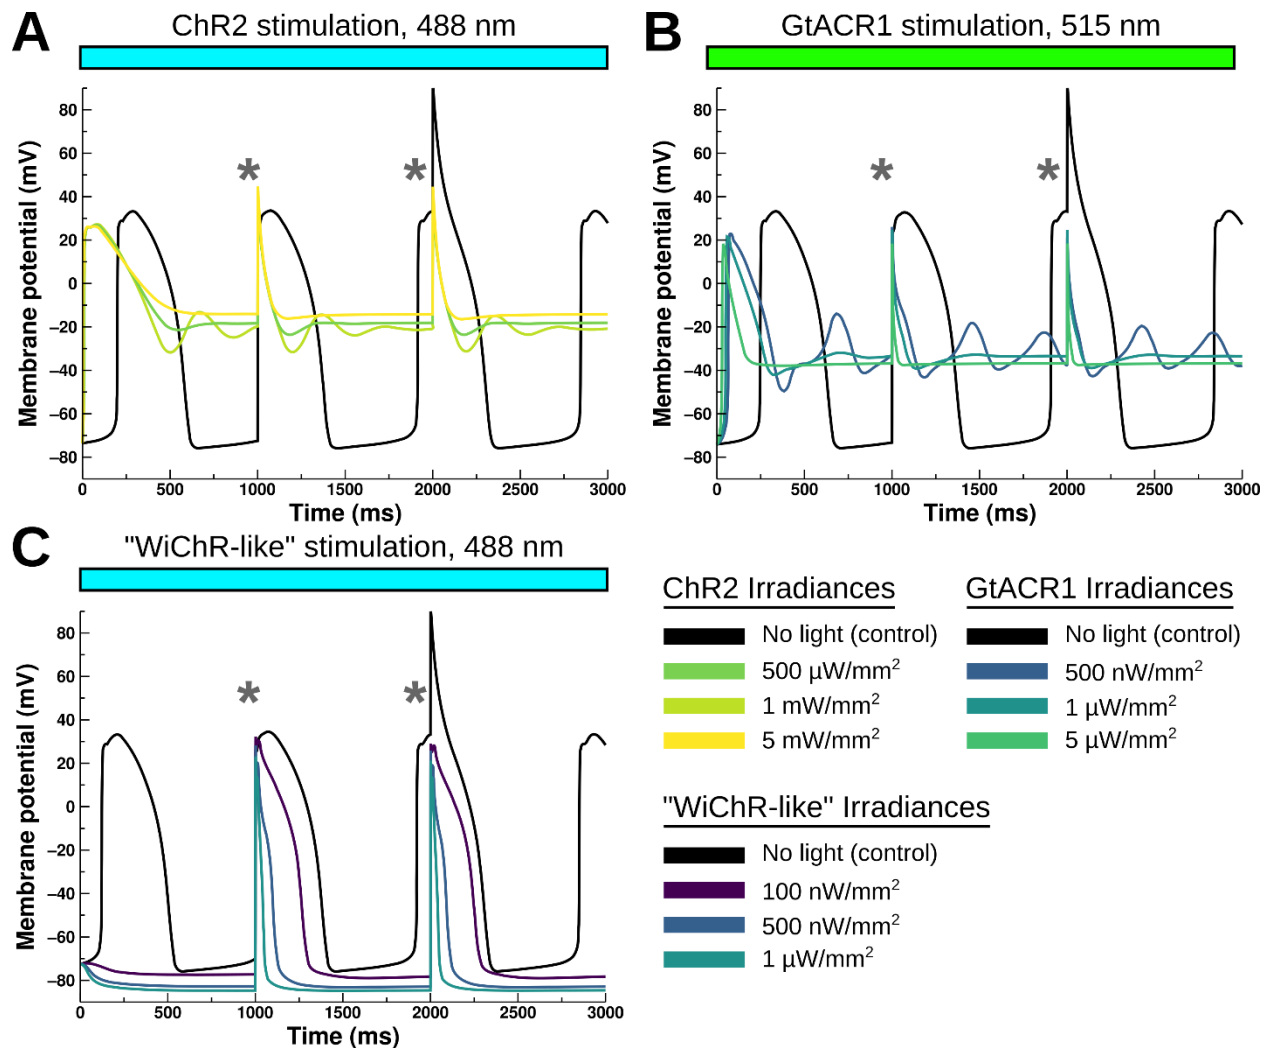 A
ChR2 stimulation, 488 nm
Membrane potential (mV)
80
60
40
20
0
−20
−40
−60
−80
*
*
0
500
1000
1500
2000
2500
3000
Time (ms)
B
GtACR1 stimulation, 515 nm
Membrane potential (mV)
80
60
40
20
0
−20
−40
−60
−80
*
*
0
500
1000
1500
2000
2500
3000
Time (ms)
C
"WiChR-like" stimulation, 488 nm
Membrane potential (mV)
80
60
40
20
0
−20
−40
−60
−80
*
*
0
500
1000
1500
2000
2500
3000
Time (ms)
ChR2 Irradiances
No light (control)
500 µW/mm²
1 mW/mm²
5 mW/mm²
GtACR1 Irradiances
No light (control)
500 nW/mm²
1 µW/mm²
5 µW/mm²
"WiChR-like" Irradiances
No light (control)
100 nW/mm²
500 nW/mm²
1 µW/mm²